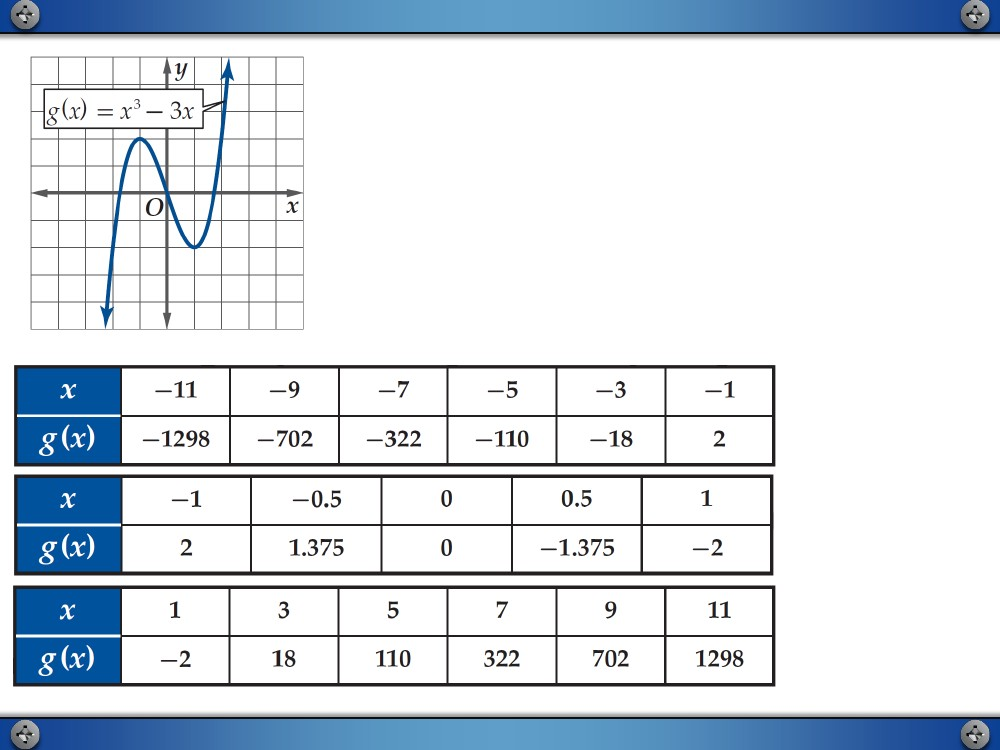 y
g(x) = x³ − 3x
O x
x −11 −9 −7 −5 −3 −1
g(x) −1298 −702 −322 −110 −18 2
x −1 −0.5 0 0.5 1
g(x) 2 1.375 0 −1.375 −2
x 1 3 5 7 9 11
g(x) −2 18 110 322 702 1298